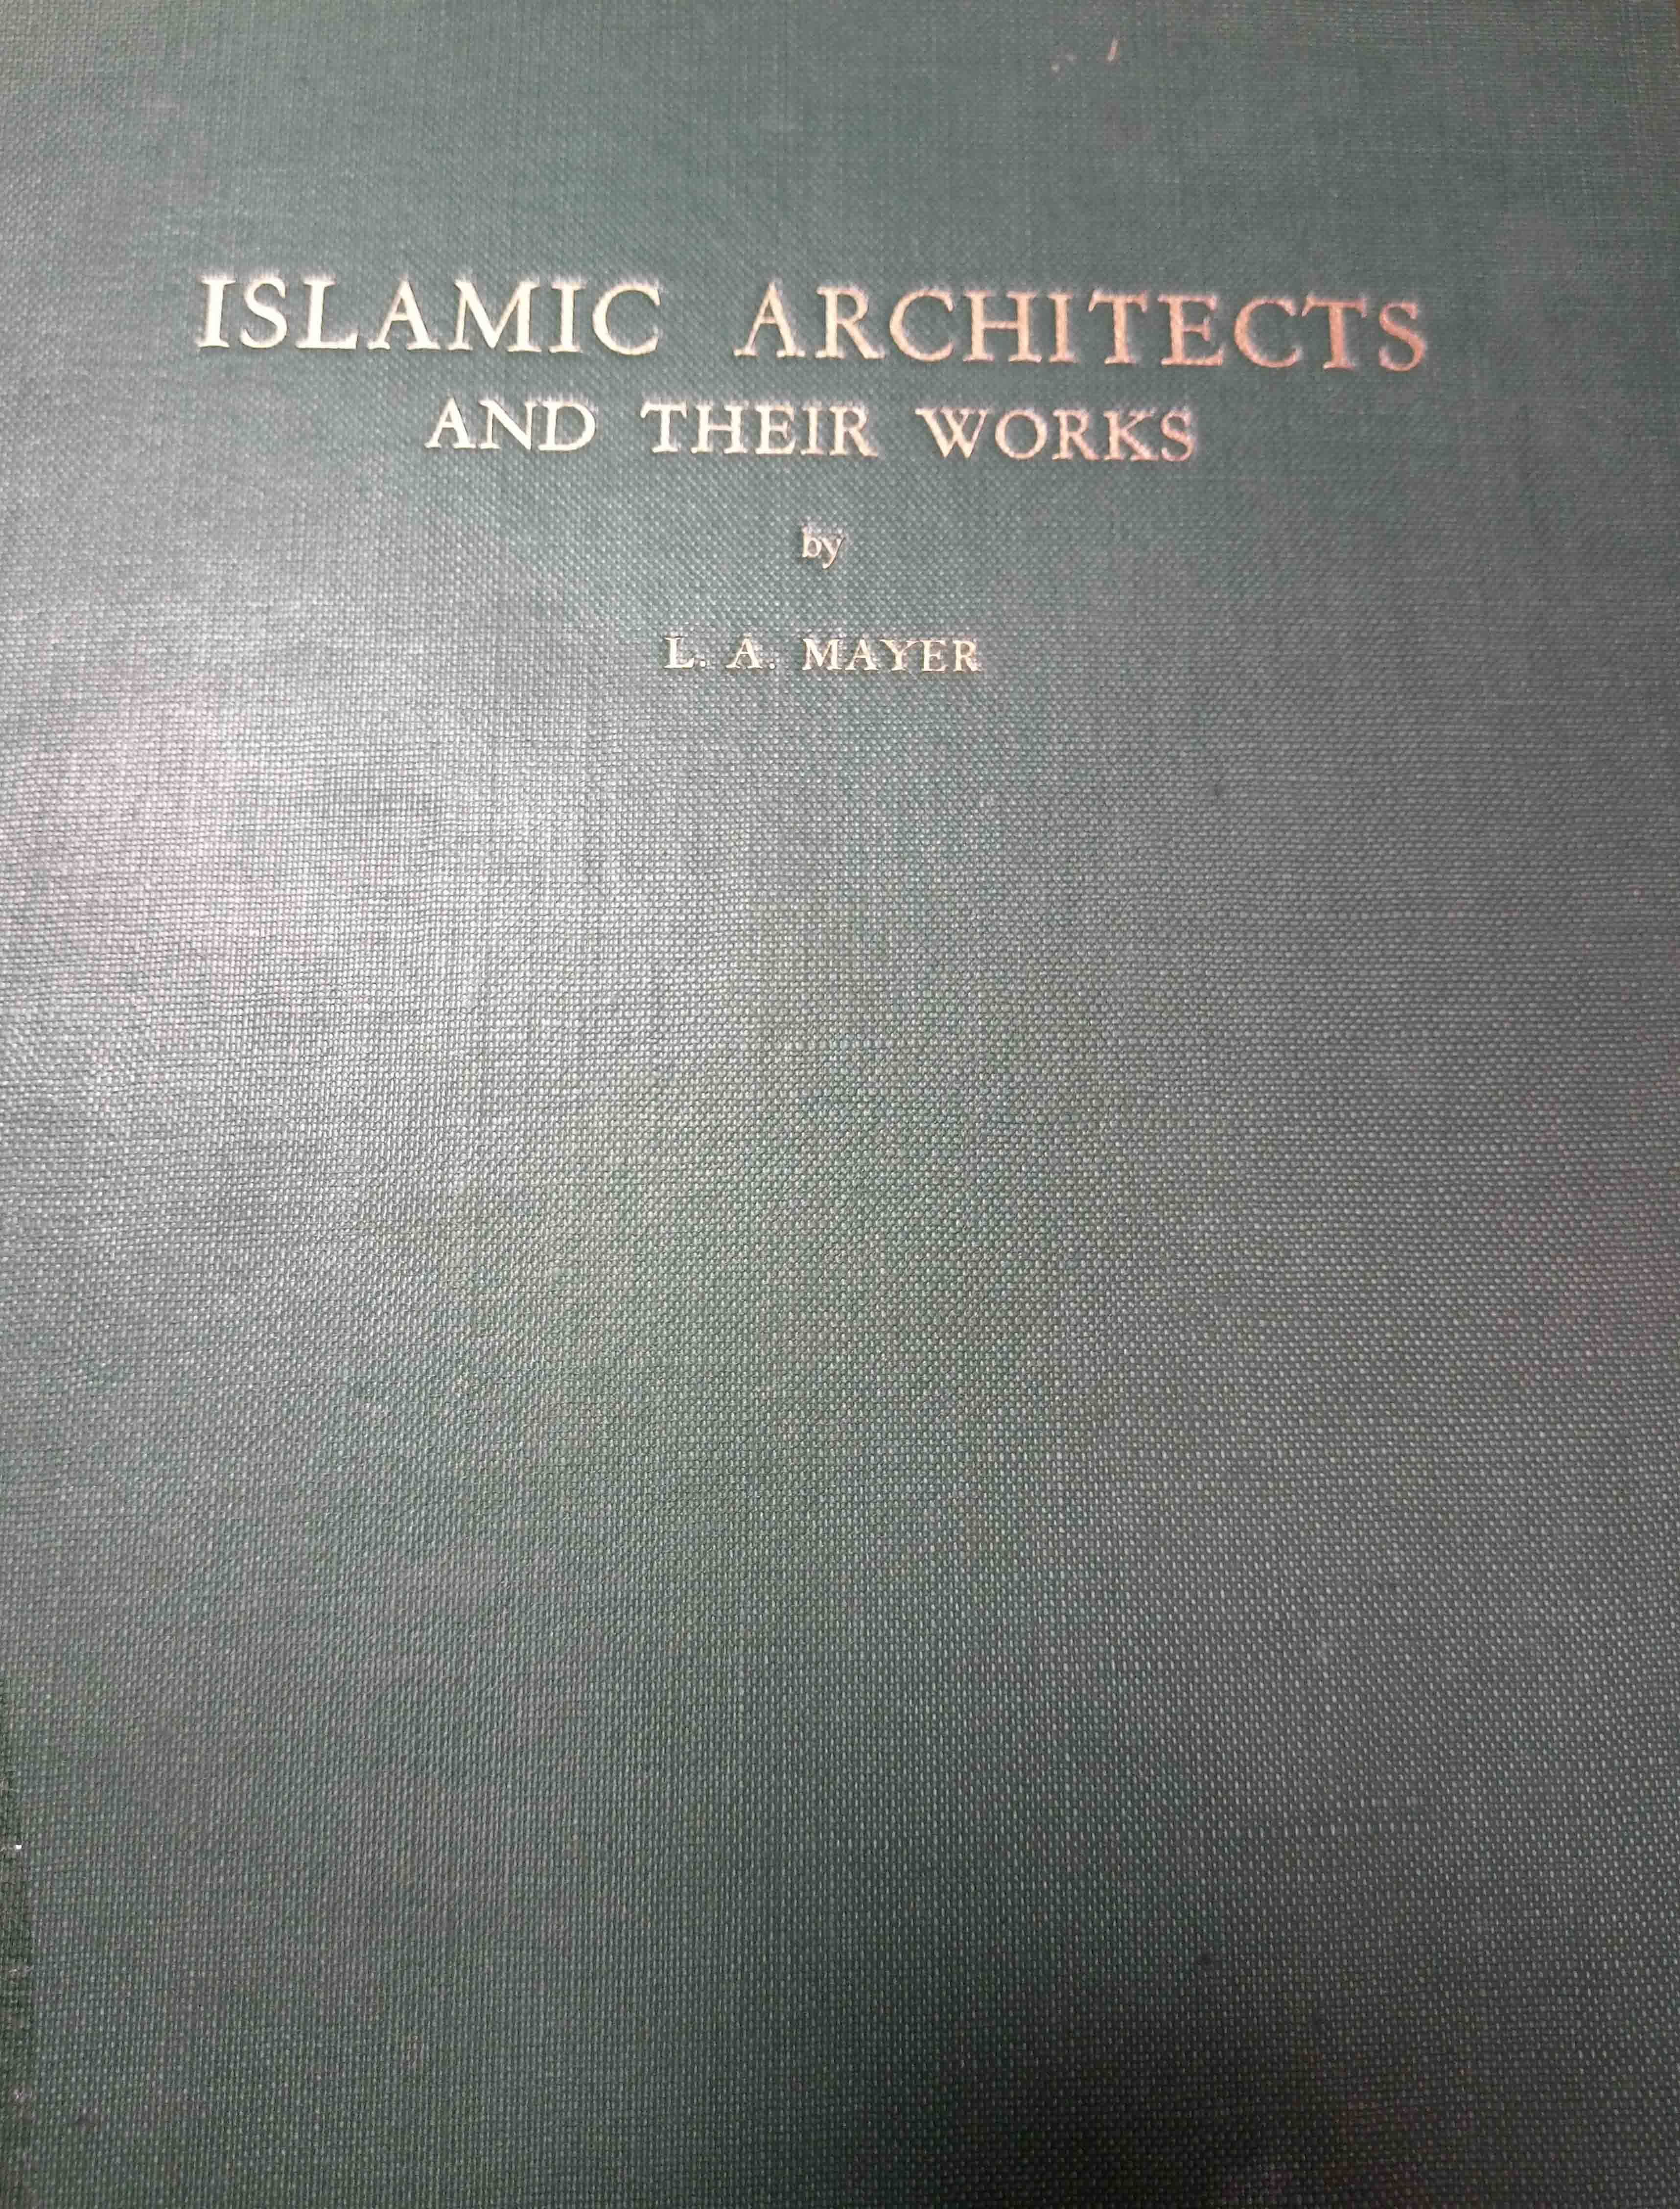 ISLAMIC ARCHITECTS
AND THEIR WORKS
by
L. A. MAYER